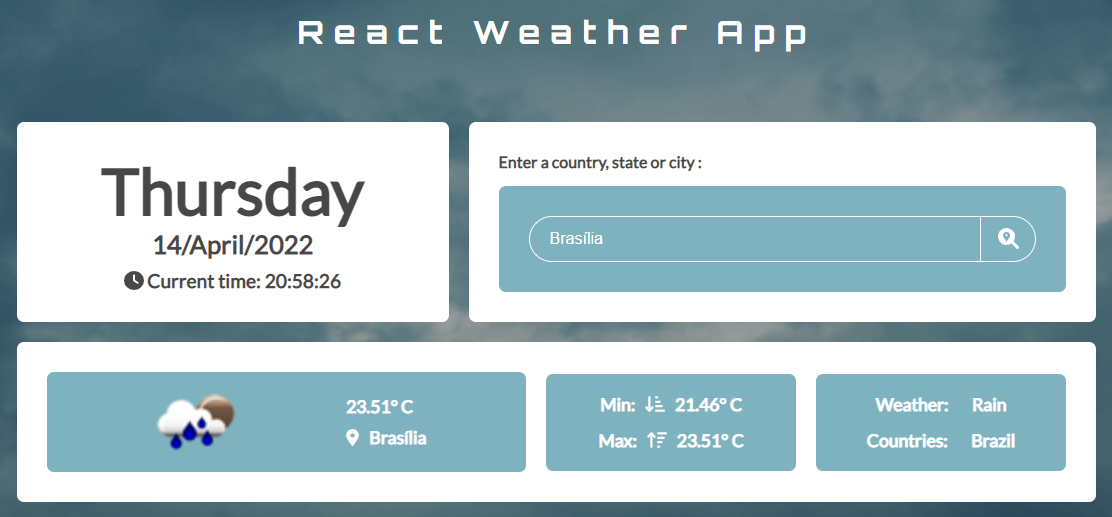 React Weather App
Thursday
14/April/2022
Current time: 20:58:26
Enter a country, state or city :
Brasília
23.51° C
Brasília
Min: 21.46° C
Max: 23.51° C
Weather: Rain
Countries: Brazil